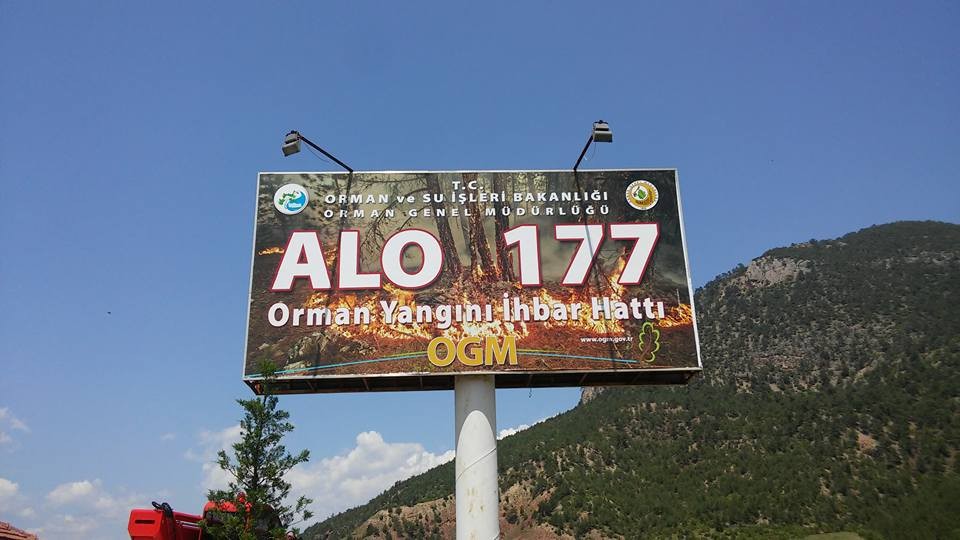 T.C.
ORMAN ve SU İŞLERİ BAKANLIĞI
ORMAN GENEL MÜDÜRLÜĞÜ
ALO 177
Orman Yangını İhbar Hattı
www.ogm.gov.tr
OGM